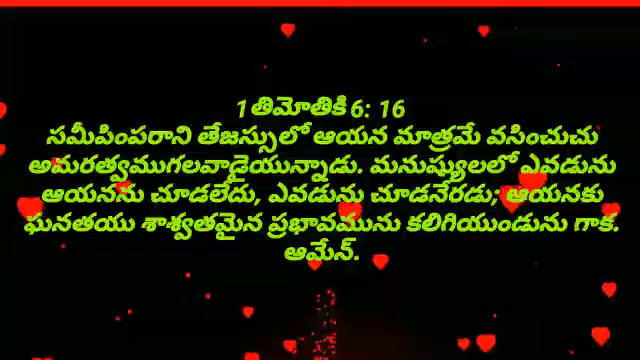 1తిమోతికి 6: 16
సమీపింపరాని తేజస్సులో ఆయన మాత్రమే వసించుచు
అమరత్వముగలవాడైయున్నాడు. మనుష్యులలో ఎవడును
ఆయనను చూడలేదు, ఎవడును చూడనేరడు; ఆయనకు
ఘనతయు శాశ్వతమైన ప్రభావమును కలిగియుండును గాక.
ఆమేన్.